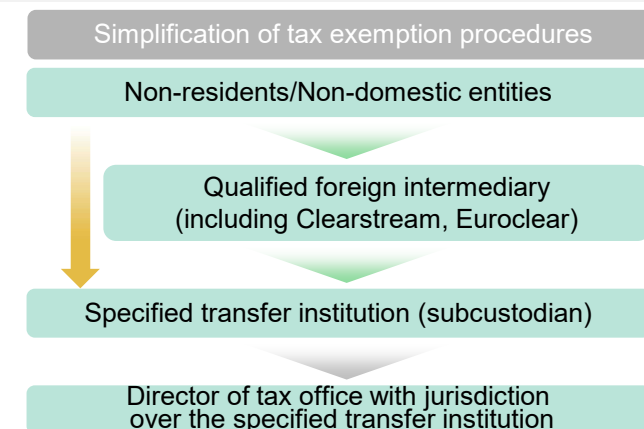 Simplification of tax exemption procedures
Non-residents/Non-domestic entities
Qualified foreign intermediary
(including Clearstream, Euroclear)
Specified transfer institution (subcustodian)
Director of tax office with jurisdiction
over the specified transfer institution